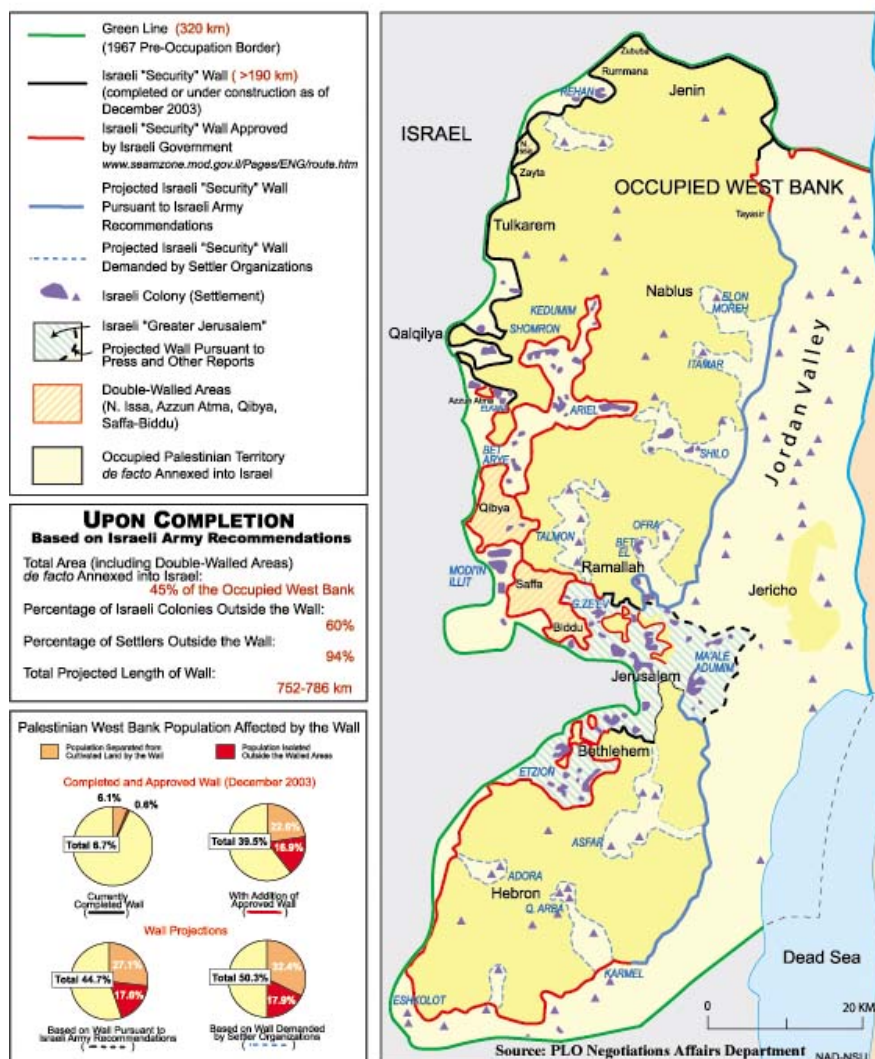 Green Line (320 km)
(1967 Pre-Occupation Border)
Israeli "Security" Wall ( >190 km)
(completed or under construction as of
December 2003)
Israeli "Security" Wall Approved
by Israeli Government
www.seamzone.mod.gov.il/Pages/ENG/route.htm
Projected Israeli "Security" Wall
Pursuant to Israeli Army
Recommendations
Projected Israeli "Security" Wall
Demanded by Settler Organizations
Israeli Colony (Settlement)
Israeli "Greater Jerusalem"
Projected Wall Pursuant to
Press and Other Reports
Double-Walled Areas
(N. Issa, Azzun Atma, Qibya,
Saffa-Biddu)
Occupied Palestinian Territory
de facto Annexed into Israel
UPON COMPLETION
Based on Israeli Army Recommendations
Total Area (including Double-Walled Areas)
de facto Annexed into Israel:
45% of the Occupied West Bank
Percentage of Israeli Colonies Outside the Wall:
60%
Percentage of Settlers Outside the Wall:
94%
Total Projected Length of Wall:
752-786 km
Palestinian West Bank Population Affected by the Wall
Population Separated from
Cultivated Land by the Wall
Population Isolated
Outside the Walled Areas
Completed and Approved Wall (December 2003)
6.1%
0.6%
Total 6.7%
Currently
Completed Wall
( )
22.6%
Total 39.5%
16.9%
With Addition of
Approved Wall
( )
Wall Projections
27.1%
Total 44.7%
17.6%
Based on Wall Pursuant to
Israeli Army Recommendations
( )
32.4%
Total 50.3%
17.9%
Based on Wall Demanded
by Settler Organizations
( )
Zububa
Rummana
REHAN
Jenin
ISRAEL
N. Issa
Zayta
OCCUPIED WEST BANK
Tayasir
Tulkarem
Nablus
ELON
MOREH
KEDUMIM
SHOMRON
Qalqilya
ITAMAR
Jordan Valley
Azzun Atma
ELKANA
ARIEL
BET
ARYE
SHILO
Qibya
TALMON
OFRA
BET
EL
MODI'IN
ILLIT
Ramallah
Saffa
Jericho
G.ZE'EV
Biddu
MA'ALE
ADUMIM
Jerusalem
Bethlehem
ETZION
ASFAR
ADORA
Hebron
Q. ARBA
Dead Sea
KARMEL
ESHKOLOT
0
20 KM
Source: PLO Negotiations Affairs Department
NAD-NSU